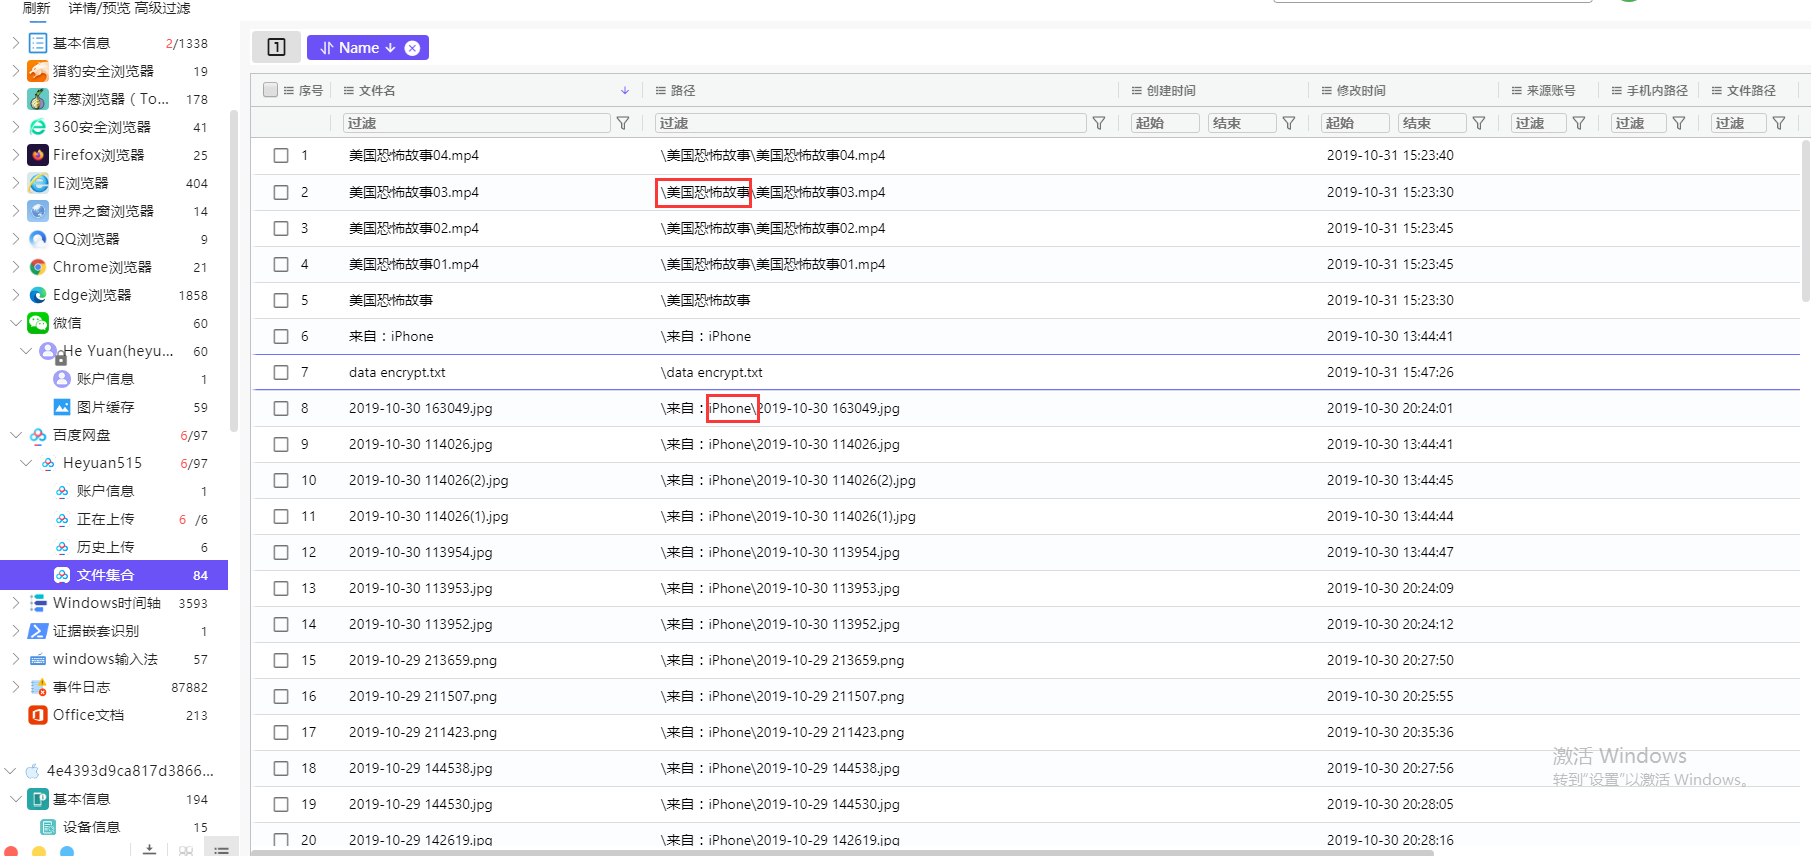 刷新 详情/预览 高级过滤
基本信息 2/1338
猎豹安全浏览器 19
洋葱浏览器（To... 178
360安全浏览器 41
Firefox浏览器 25
IE浏览器 404
世界之窗浏览器 14
QQ浏览器 9
Chrome浏览器 21
Edge浏览器 1858
微信 60
He Yuan(heyu... 60
账户信息 1
图片缓存 59
百度网盘 6/97
Heyuan515 6/97
账户信息 1
正在上传 6 /6
历史上传 6
文件集合 84
Windows时间轴 3593
证据嵌套识别 1
windows输入法 57
事件日志 87882
Office文档 213
4e4393d9ca817d3866...
基本信息 194
设备信息 15
1 Name
序号 文件名 路径 创建时间 修改时间 来源账号 手机内路径 文件路径
过滤 过滤 起始 结束 起始 结束 过滤 过滤 过滤
1 美国恐怖故事04.mp4 \美国恐怖故事\美国恐怖故事04.mp4 2019-10-31 15:23:40
2 美国恐怖故事03.mp4 \美国恐怖故事\美国恐怖故事03.mp4 2019-10-31 15:23:30
3 美国恐怖故事02.mp4 \美国恐怖故事\美国恐怖故事02.mp4 2019-10-31 15:23:45
4 美国恐怖故事01.mp4 \美国恐怖故事\美国恐怖故事01.mp4 2019-10-31 15:23:45
5 美国恐怖故事 \美国恐怖故事 2019-10-31 15:23:30
6 来自：iPhone \来自：iPhone 2019-10-30 13:44:41
7 data encrypt.txt \data encrypt.txt 2019-10-31 15:47:26
8 2019-10-30 163049.jpg \来自：iPhone\2019-10-30 163049.jpg 2019-10-30 20:24:01
9 2019-10-30 114026.jpg \来自：iPhone\2019-10-30 114026.jpg 2019-10-30 13:44:41
10 2019-10-30 114026(2).jpg \来自：iPhone\2019-10-30 114026(2).jpg 2019-10-30 13:44:45
11 2019-10-30 114026(1).jpg \来自：iPhone\2019-10-30 114026(1).jpg 2019-10-30 13:44:44
12 2019-10-30 113954.jpg \来自：iPhone\2019-10-30 113954.jpg 2019-10-30 13:44:47
13 2019-10-30 113953.jpg \来自：iPhone\2019-10-30 113953.jpg 2019-10-30 20:24:09
14 2019-10-30 113952.jpg \来自：iPhone\2019-10-30 113952.jpg 2019-10-30 20:24:12
15 2019-10-29 213659.png \来自：iPhone\2019-10-29 213659.png 2019-10-30 20:27:50
16 2019-10-29 211507.png \来自：iPhone\2019-10-29 211507.png 2019-10-30 20:25:55
17 2019-10-29 211423.png \来自：iPhone\2019-10-29 211423.png 2019-10-30 20:35:36
18 2019-10-29 144538.jpg \来自：iPhone\2019-10-29 144538.jpg 2019-10-30 20:27:56
19 2019-10-29 144530.jpg \来自：iPhone\2019-10-29 144530.jpg 2019-10-30 20:28:05
20 2019-10-29 142619.jpg \来自：iPhone\2019-10-29 142619.jpg 2019-10-30 20:28:16
激活 Windows
转到"设置"以激活 Windows。